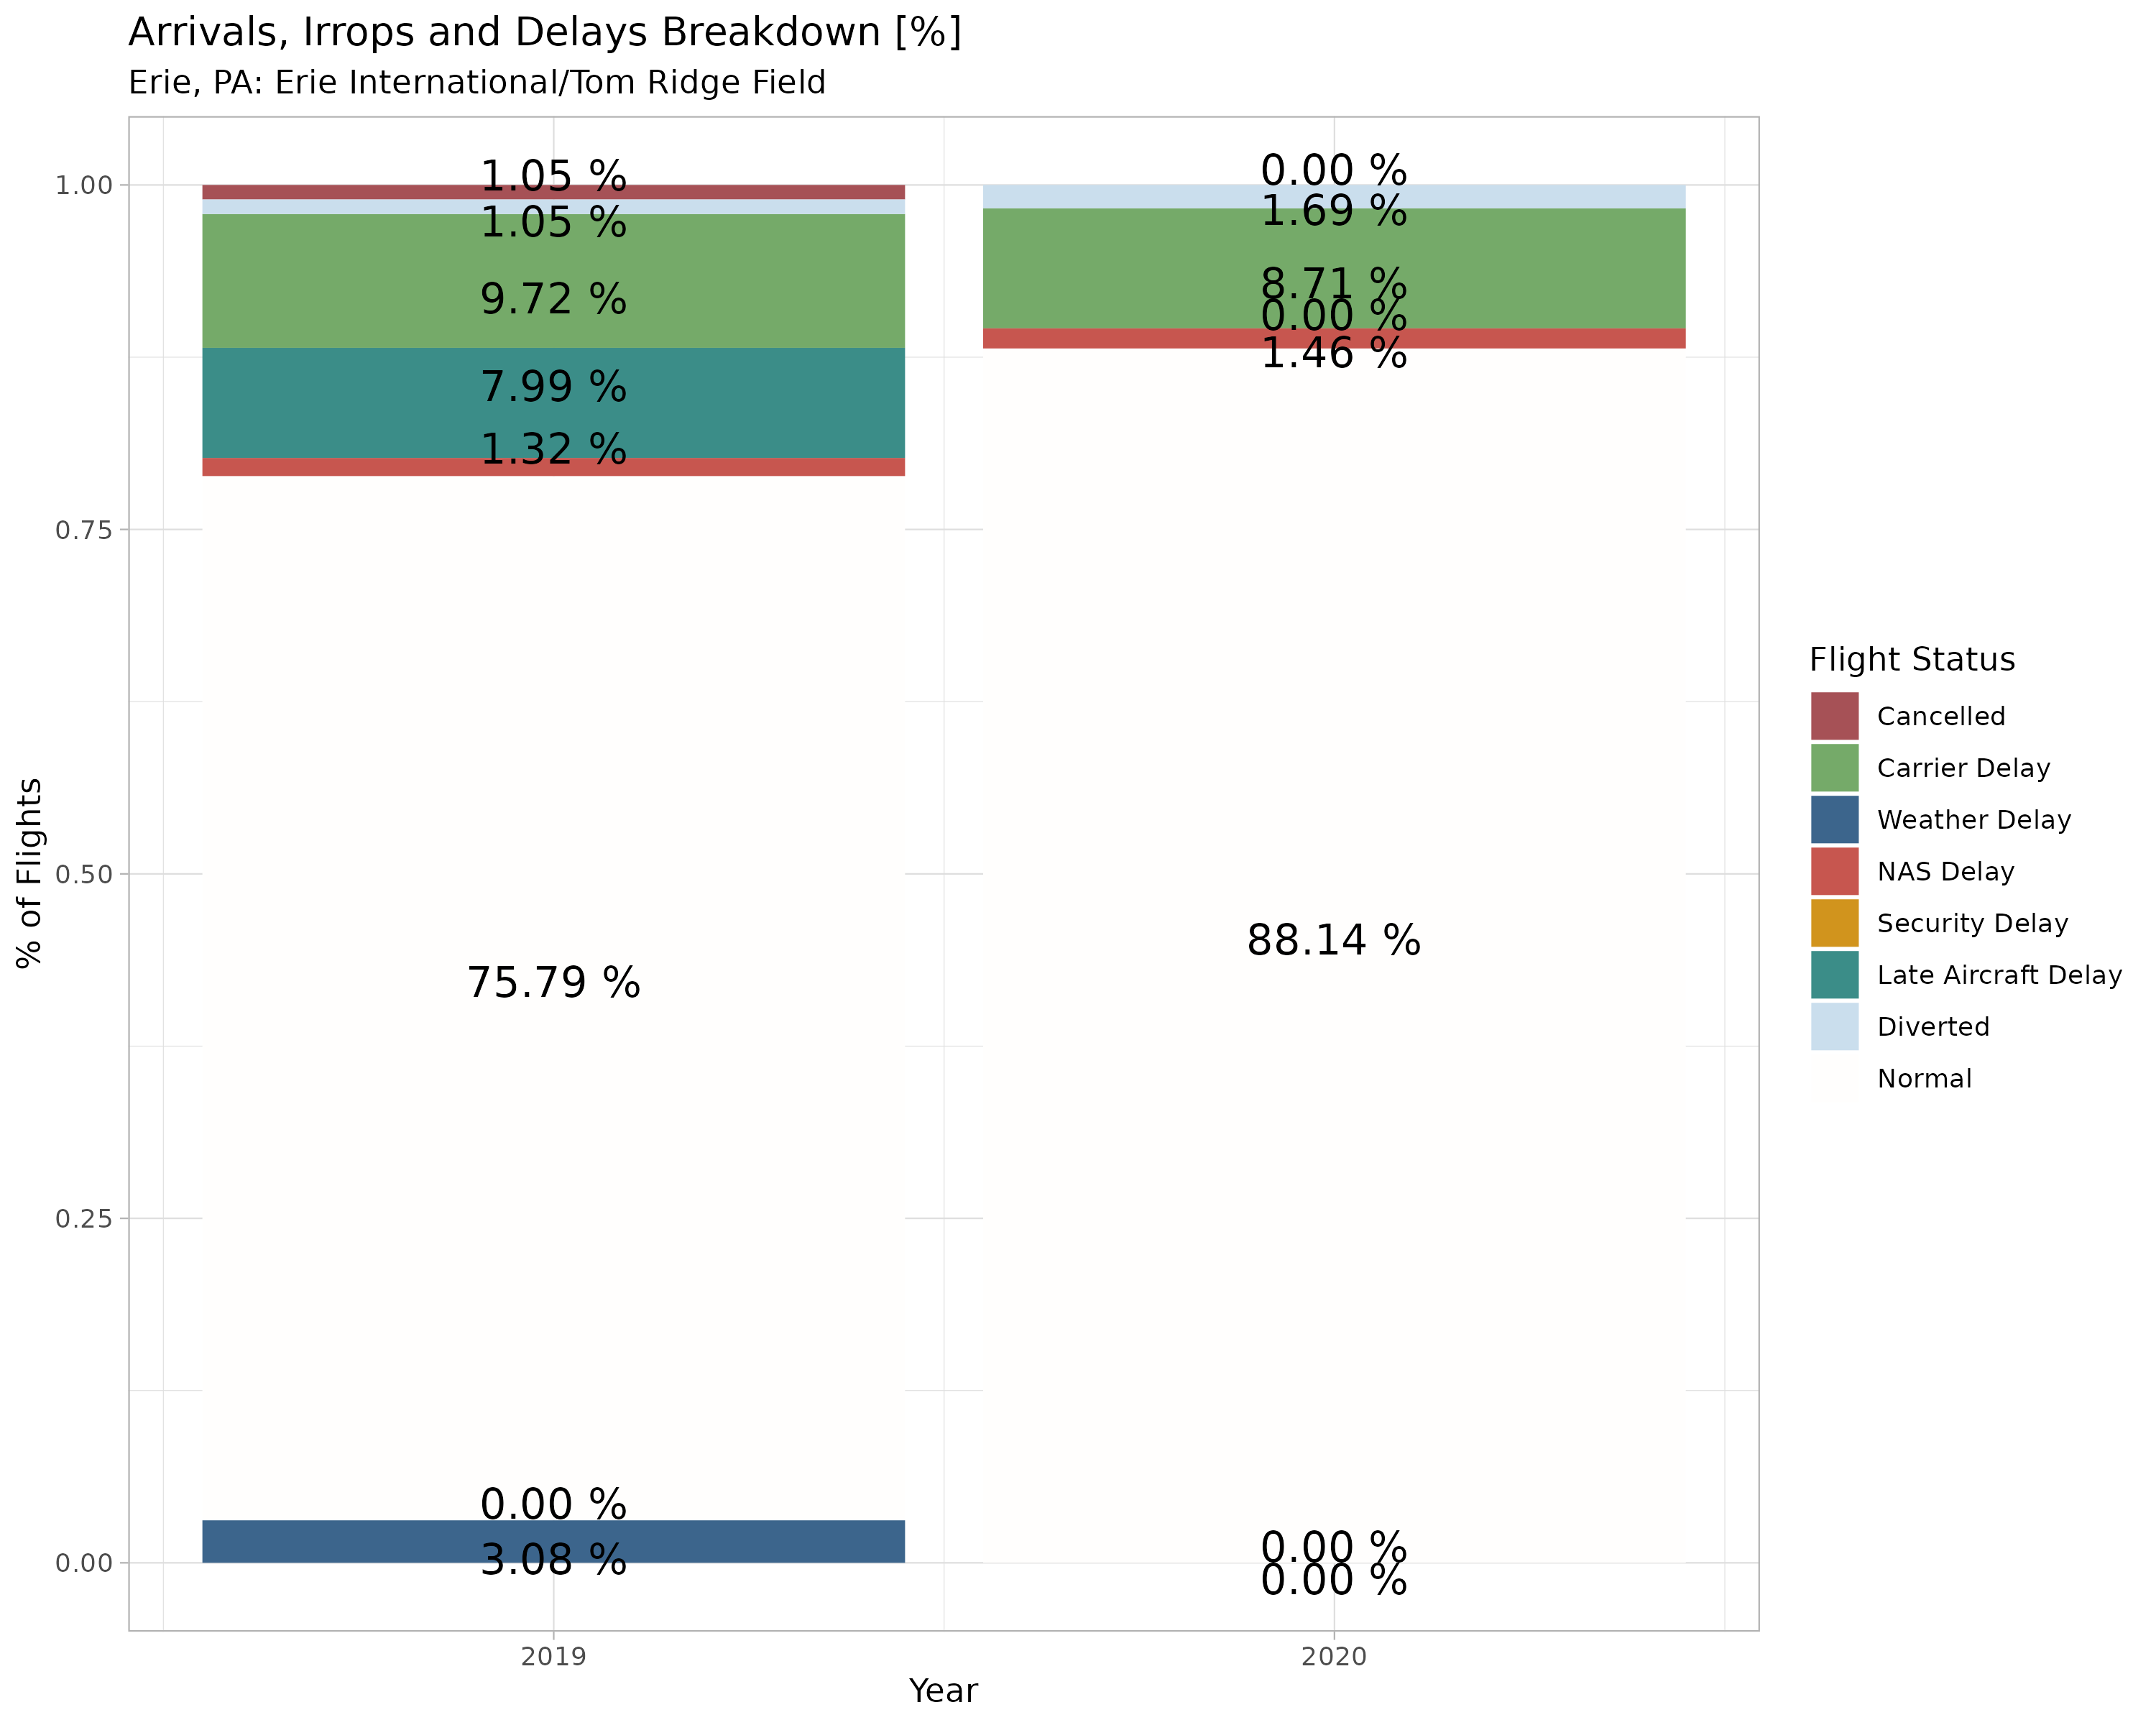 Arrivals, Irrops and Delays Breakdown [%]
Erie, PA: Erie International/Tom Ridge Field
% of Flights
1.00
0.75
0.50
0.25
0.00
1.05 %
1.05 %
9.72 %
7.99 %
1.32 %
75.79 %
0.00 %
3.08 %
0.00 %
1.69 %
8.71 %
0.00 %
1.46 %
88.14 %
0.00 %
0.00 %
2019
2020
Year
Flight Status
Cancelled
Carrier Delay
Weather Delay
NAS Delay
Security Delay
Late Aircraft Delay
Diverted
Normal